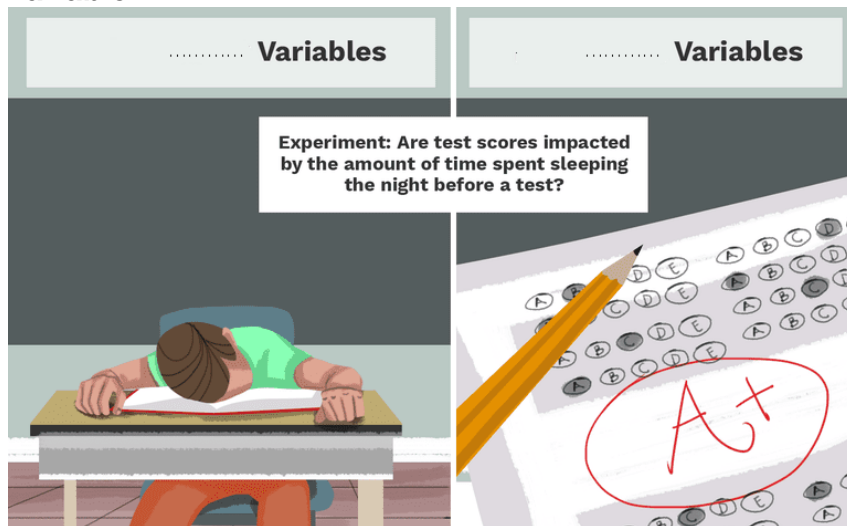 ............ Variables
. ............ Variables
Experiment: Are test scores impacted
by the amount of time spent sleeping
the night before a test?
A B C D
A B D E
A B C D
C D E
A B C
A B C D E
A B C D E
A+
C D E
A
A